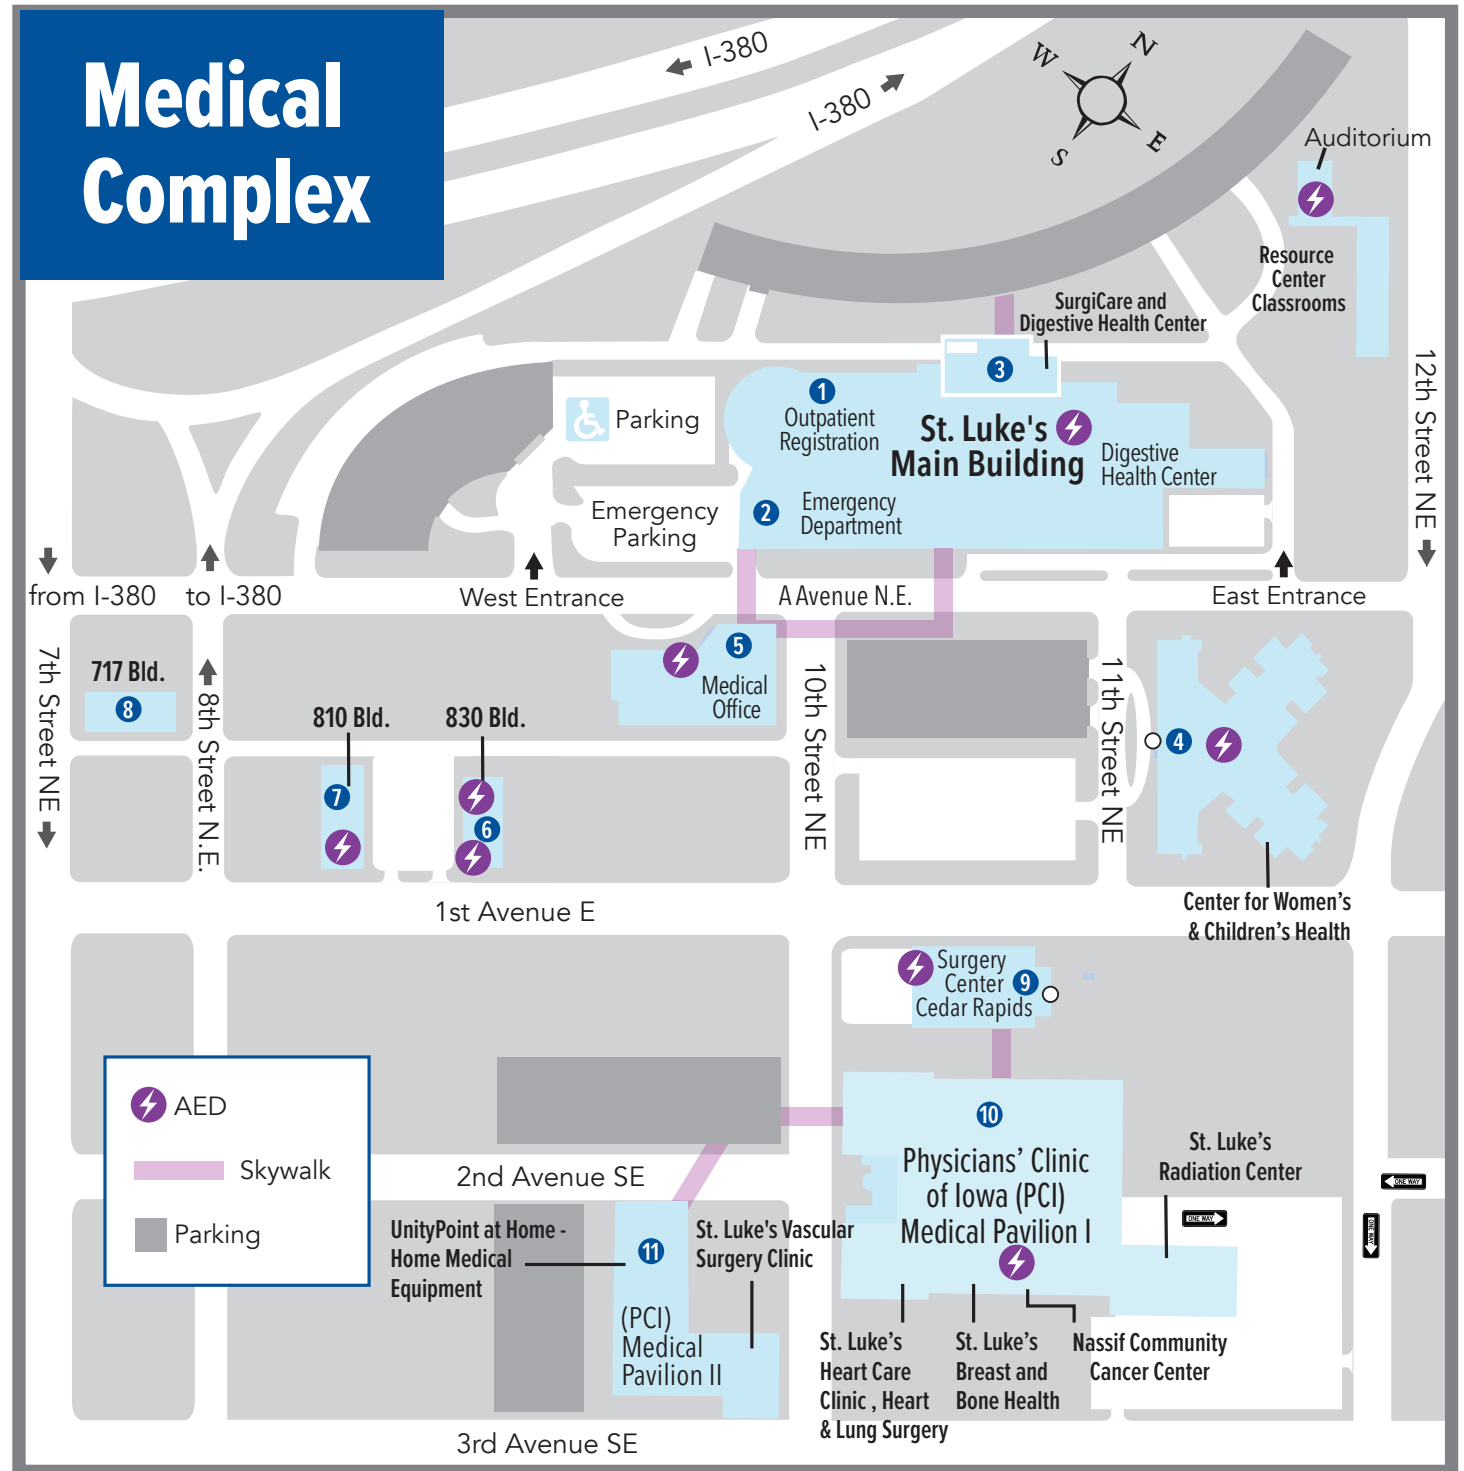 Medical
Complex
I-380
I-380
N
W
E
S
Auditorium
Resource
Center
Classrooms
SurgiCare and
Digestive Health Center
3
1
Outpatient
Registration
St. Luke's
Main Building
Digestive
Health Center
2
Emergency
Department
Parking
Emergency
Parking
12th Street NE
from I-380
to I-380
West Entrance
A Avenue N.E.
East Entrance
7th Street NE
717 Bld.
8
8th Street N.E.
810 Bld.
7
830 Bld.
6
5
Medical
Office
10th Street NE
11th Street NE
4
Center for Women's
& Children's Health
1st Avenue E
Surgery
Center
Cedar Rapids
9
AED
Skywalk
Parking
2nd Avenue SE
10
Physicians' Clinic
of Iowa (PCI)
Medical Pavilion I
St. Luke's
Radiation Center
ONE WAY
ONE WAY
ONE WAY
UnityPoint at Home -
Home Medical
Equipment
11
(PCI)
Medical
Pavilion II
St. Luke's Vascular
Surgery Clinic
St. Luke's
Heart Care
Clinic , Heart
& Lung Surgery
St. Luke's
Breast and
Bone Health
Nassif Community
Cancer Center
3rd Avenue SE